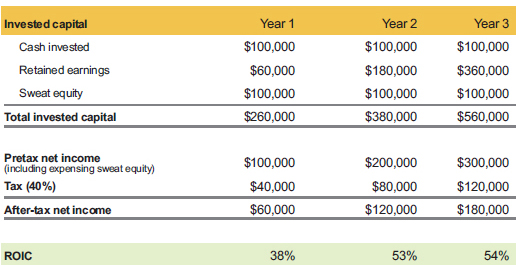 Invested capital Year 1 Year 2 Year 3
Cash invested $100,000 $100,000 $100,000
Retained earnings $60,000 $180,000 $360,000
Sweat equity $100,000 $100,000 $100,000
Total invested capital $260,000 $380,000 $560,000
Pretax net income $100,000 $200,000 $300,000
(including expensing sweat equity)
Tax (40%) $40,000 $80,000 $120,000
After-tax net income $60,000 $120,000 $180,000
ROIC 38% 53% 54%